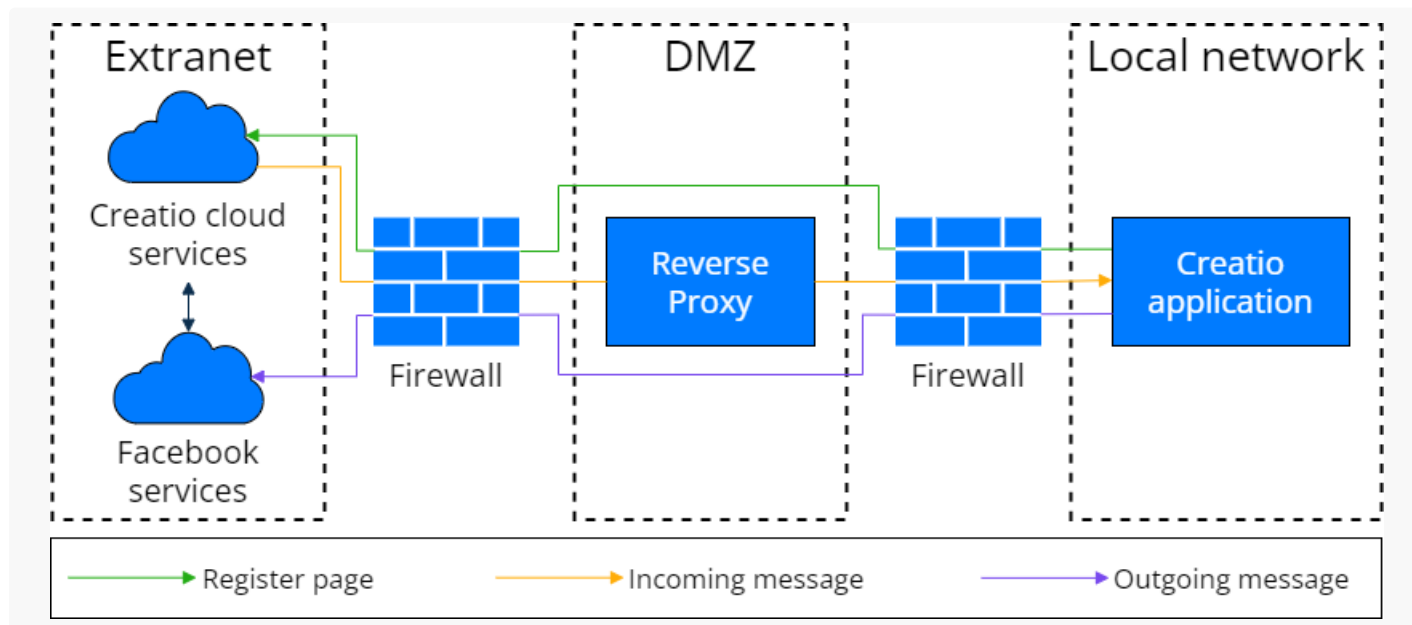 Extranet
DMZ
Local network
Creatio cloud
services
Reverse
Proxy
Creatio
application
Firewall
Firewall
Facebook
services
Register page
Incoming message
Outgoing message